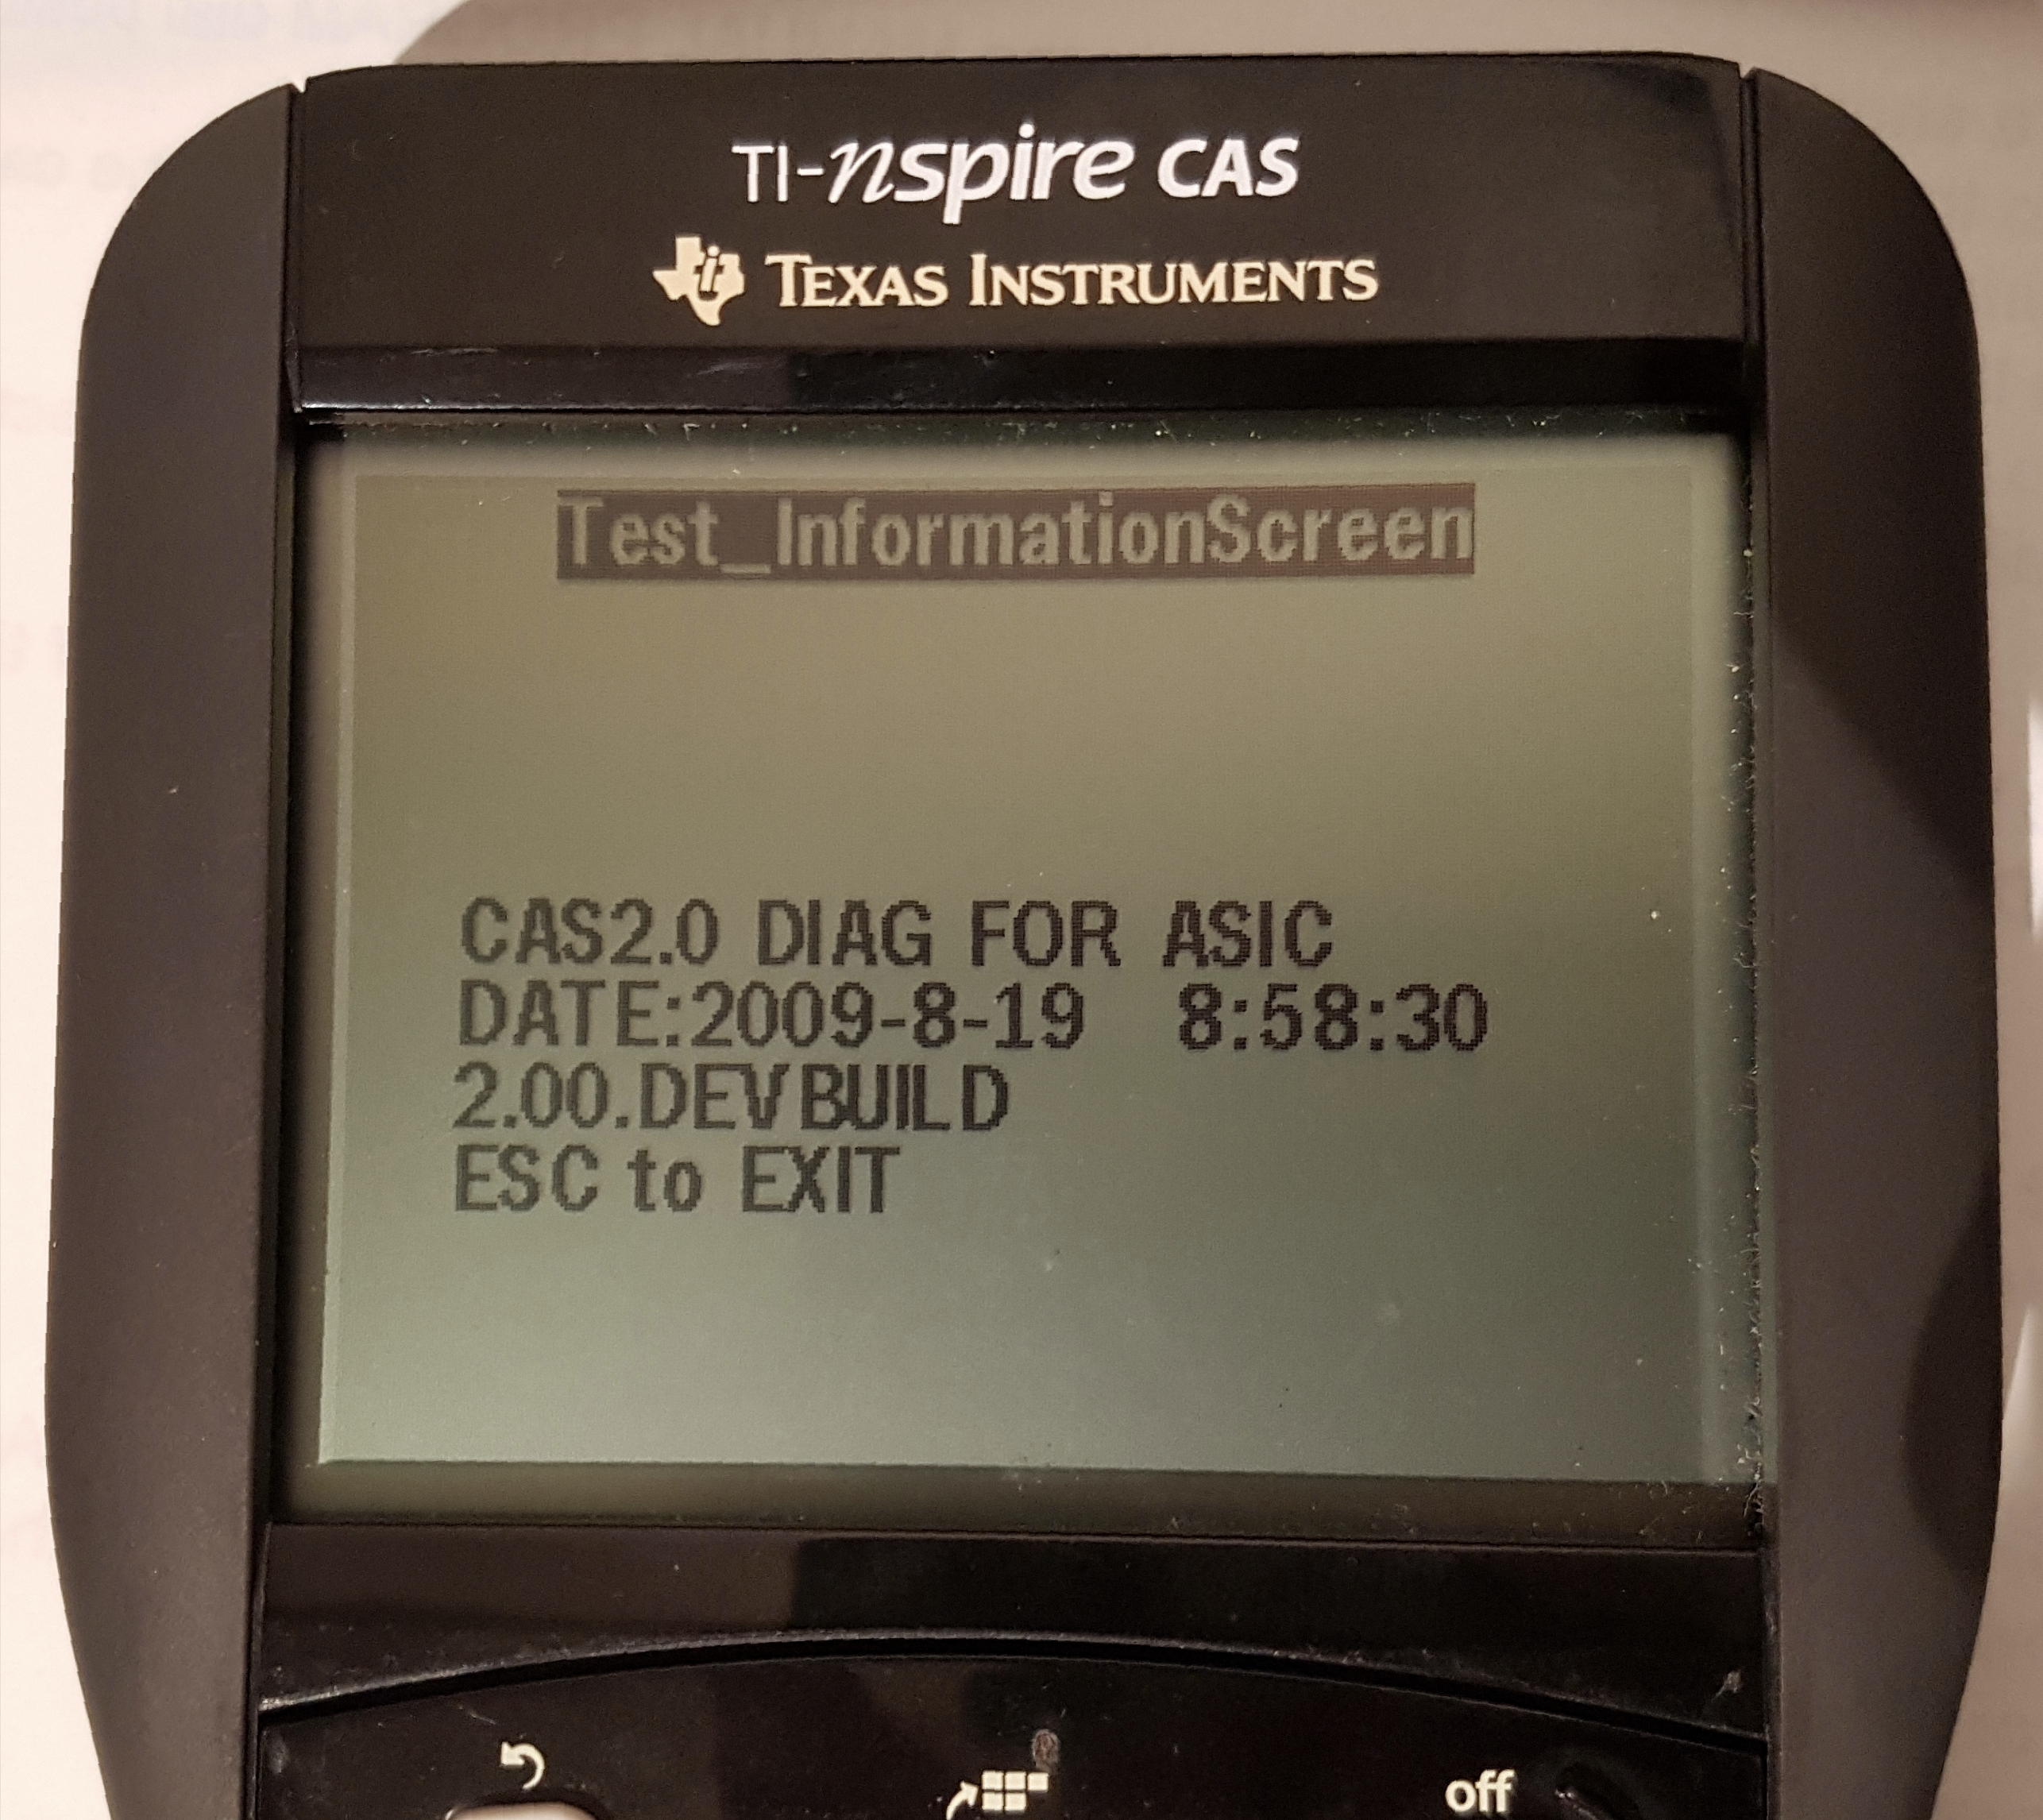 TI-nspire CAS
TEXAS INSTRUMENTS
Test_InformationScreen
CAS2.0 DIAG FOR ASIC
DATE:2009-8-19 8:58:30
2.00.DEVBUILD
ESC to EXIT
off